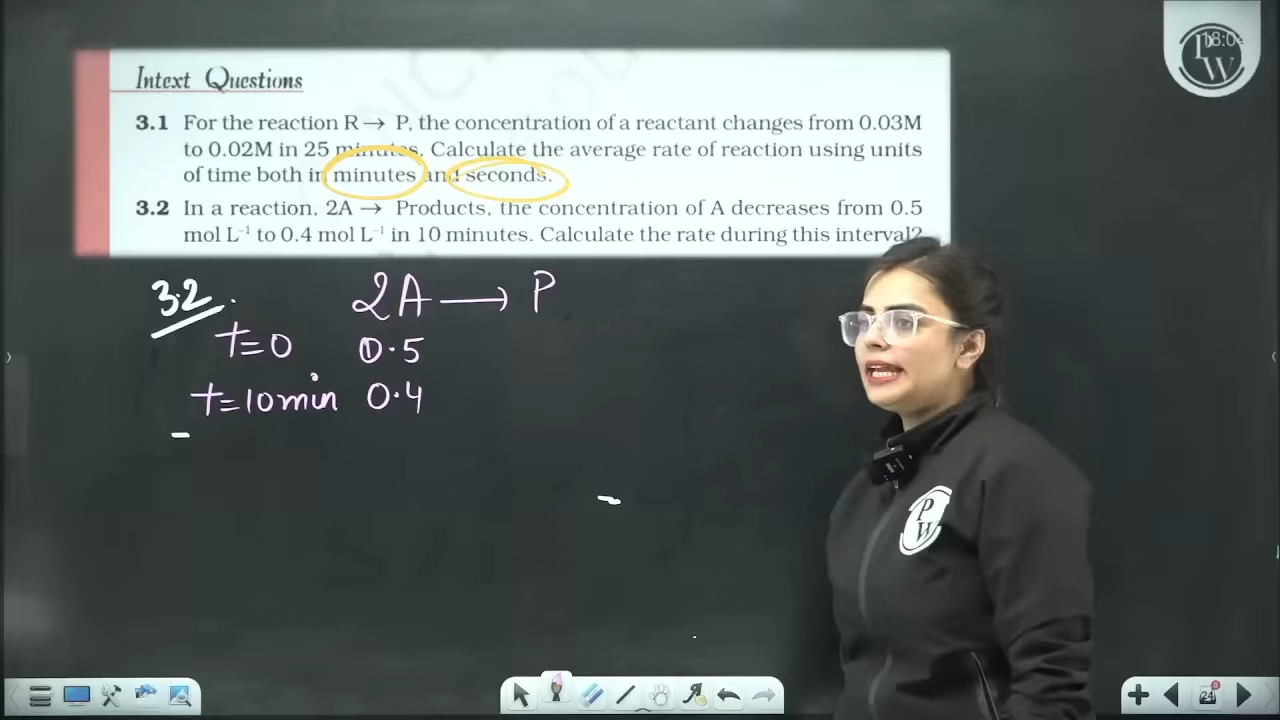 Intext Questions
3.1 For the reaction R → P, the concentration of a reactant changes from 0.03M
to 0.02M in 25 minutes. Calculate the average rate of reaction using units
of time both in minutes and seconds.
3.2 In a reaction, 2A → Products, the concentration of A decreases from 0.5
mol L⁻¹ to 0.4 mol L⁻¹ in 10 minutes. Calculate the rate during this interval?
3.2.
2A → P
t=0 0.5
t=10min 0.4
PW
PW
24